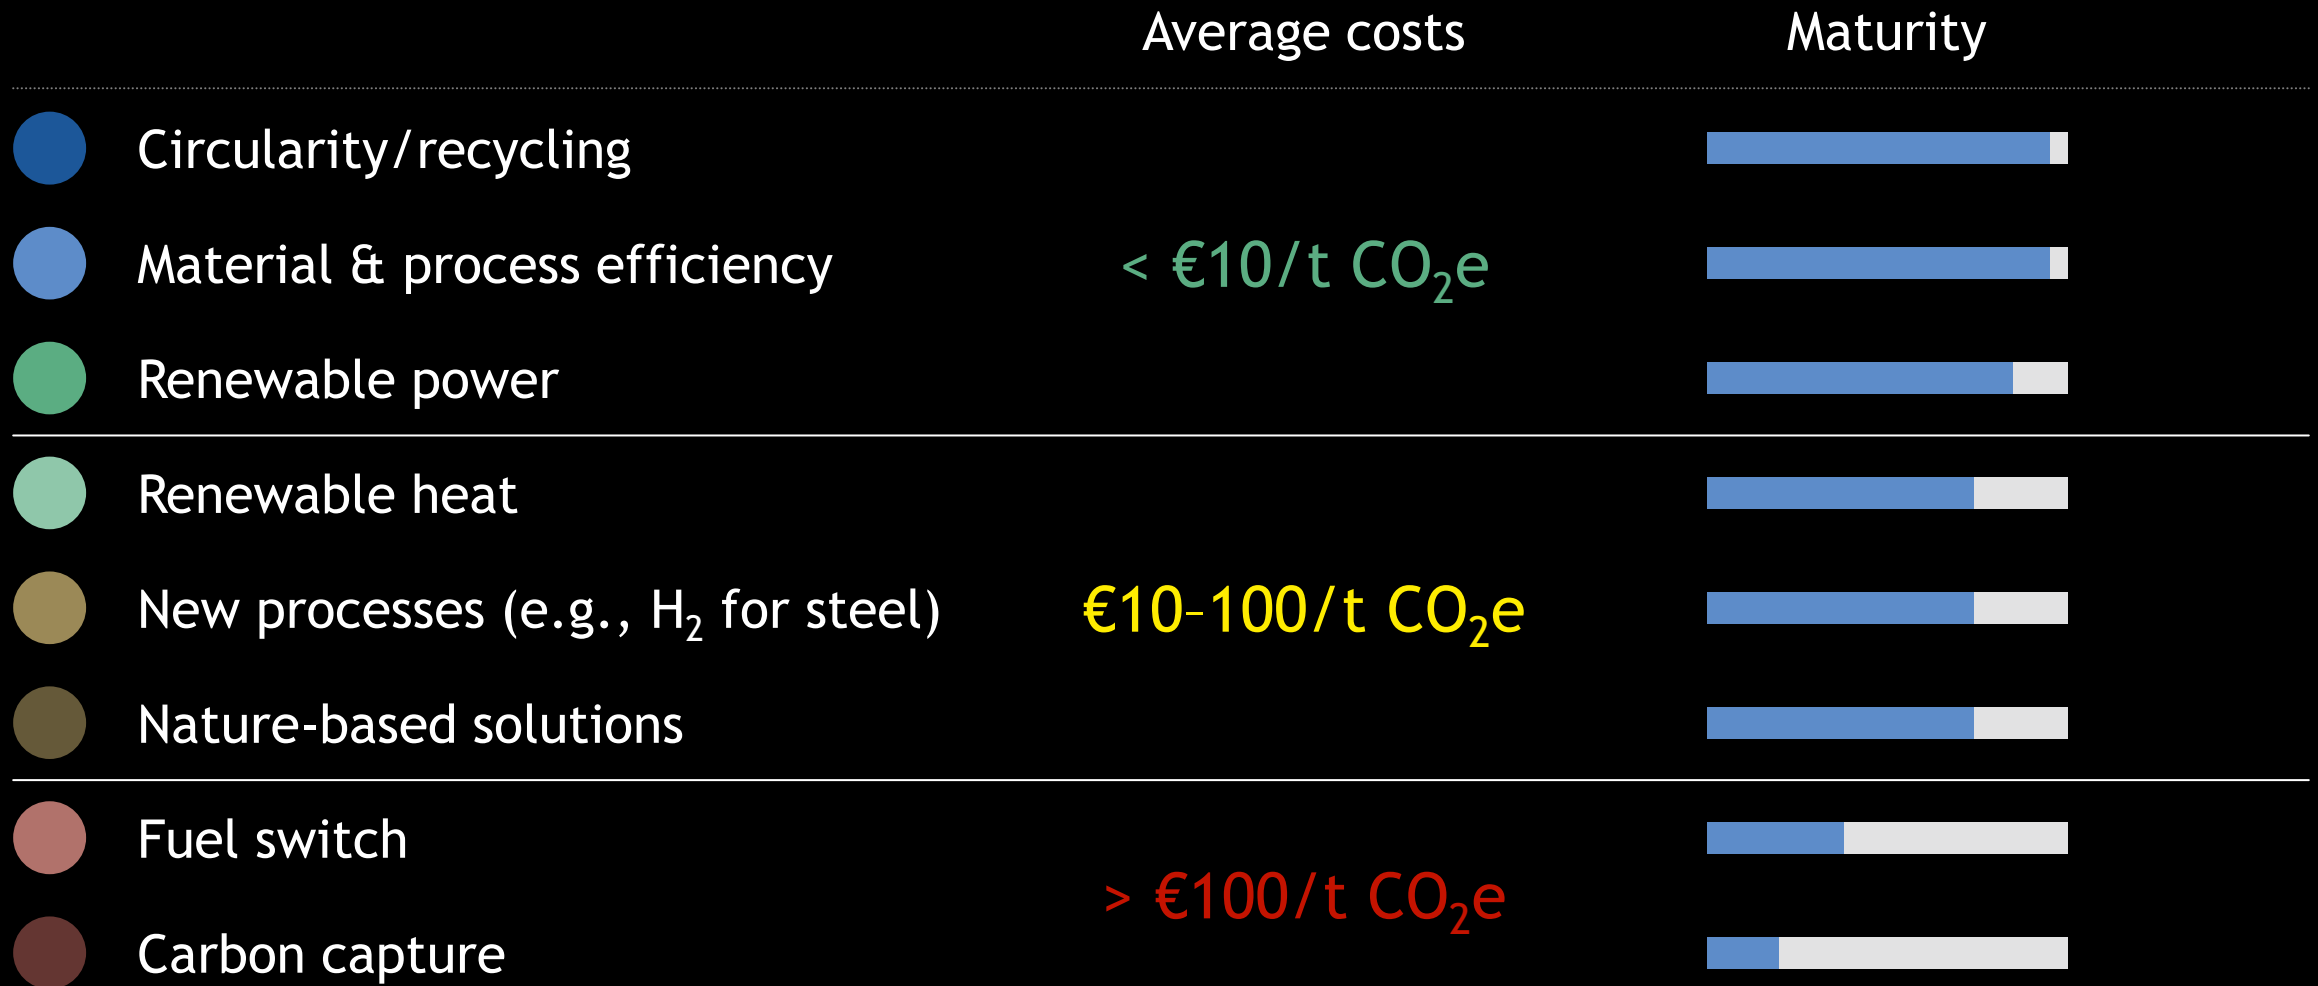 Average costs Maturity
Circularity/recycling
Material & process efficiency < €10/t CO₂e
Renewable power
Renewable heat
New processes (e.g., H₂ for steel) €10–100/t CO₂e
Nature-based solutions
Fuel switch
> €100/t CO₂e
Carbon capture